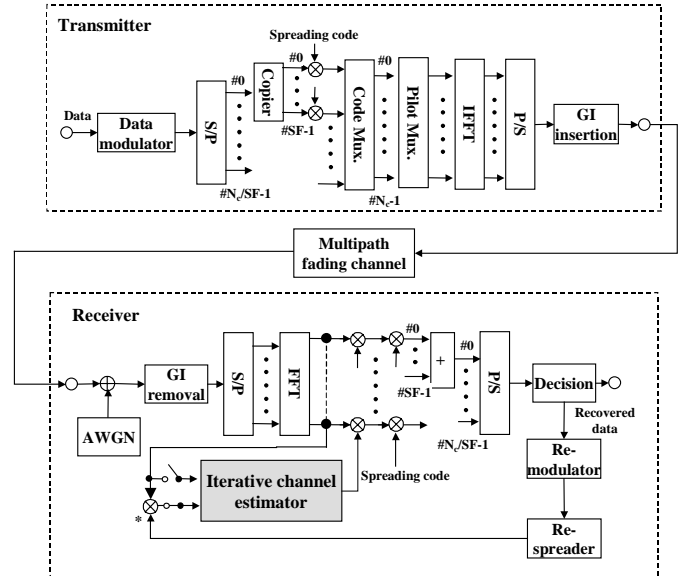 Transmitter
Spreading code
Data
Data
modulator
S/P
#0
#N_c/SF-1
Copier
#0
#SF-1
Code Mux.
#0
#N_c-1
Pilot Mux.
IFFT
P/S
GI
insertion
Multipath
fading channel
Receiver
AWGN
GI
removal
S/P
FFT
#0
#SF-1
+
#0
#N_c/SF-1
P/S
Decision
Recovered
data
Spreading code
Iterative channel
estimator
*
Re-
modulator
Re-
spreader